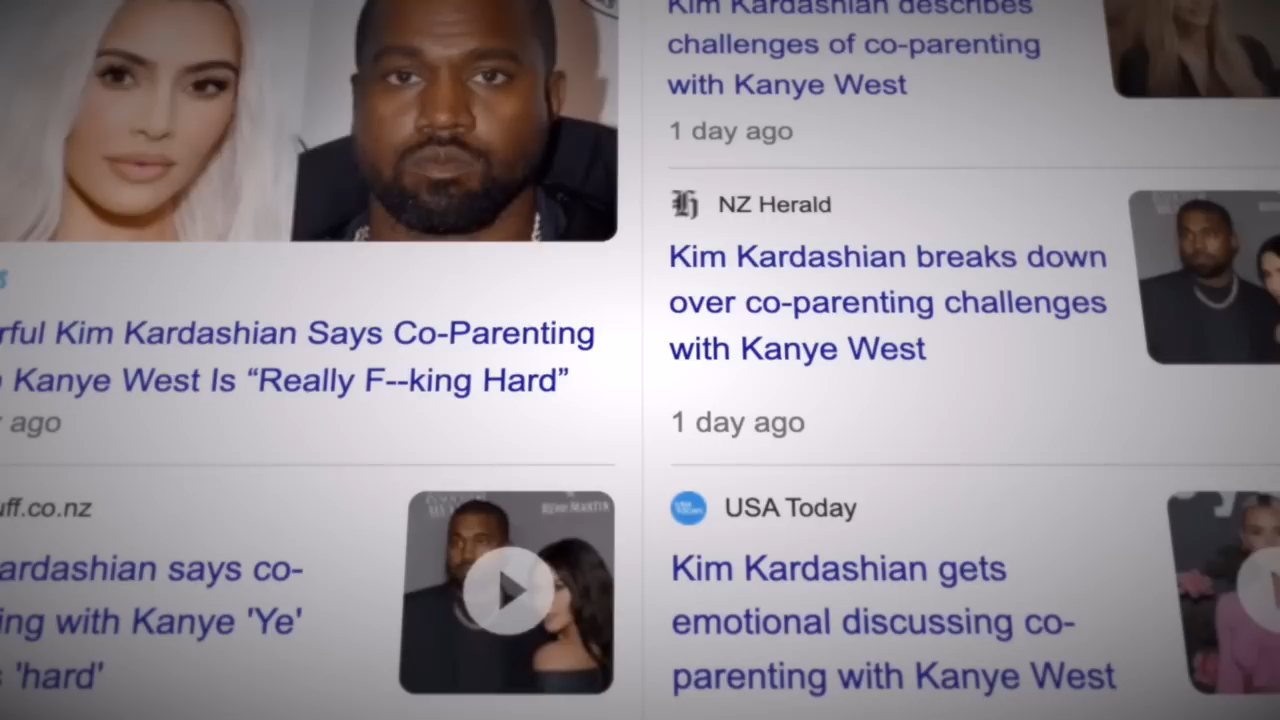 Kim Kardashian Says Co-Parenting
Kanye West Is “Really F--king Hard”
ago
uff.co.nz
ardashian says co-
ing with Kanye 'Ye'
'hard'
REMY MARTIN
Kim Kardashian describes
challenges of co-parenting
with Kanye West
1 day ago
NZ Herald
Kim Kardashian breaks down
over co-parenting challenges
with Kanye West
1 day ago
USA Today
Kim Kardashian gets
emotional discussing co-
parenting with Kanye West